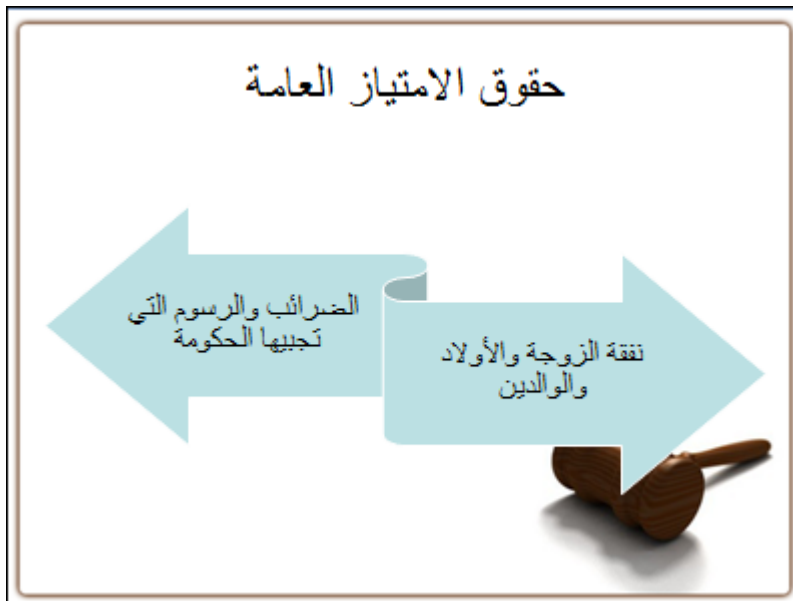 حقوق الامتياز العامة
نفقة الزوجة والأولاد
والوالدين
الضرائب والرسوم التي
تجبيها الحكومة